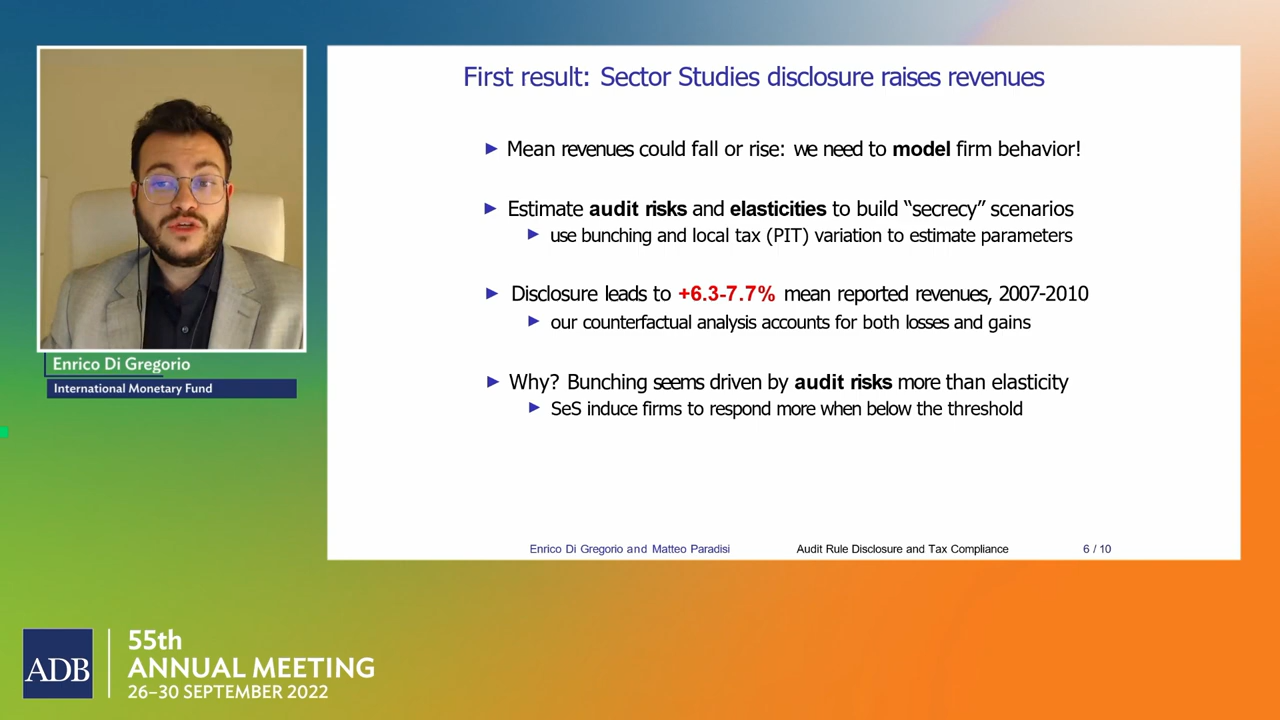 First result: Sector Studies disclosure raises revenues
Mean revenues could fall or rise: we need to model firm behavior!
Estimate audit risks and elasticities to build “secrecy” scenarios
use bunching and local tax (PIT) variation to estimate parameters
Disclosure leads to +6.3-7.7% mean reported revenues, 2007-2010
our counterfactual analysis accounts for both losses and gains
Why? Bunching seems driven by audit risks more than elasticity
SeS induce firms to respond more when below the threshold
Enrico Di Gregorio and Matteo Paradisi Audit Rule Disclosure and Tax Compliance 6 / 10
Enrico Di Gregorio
International Monetary Fund
ADB
55th
ANNUAL MEETING
26–30 SEPTEMBER 2022